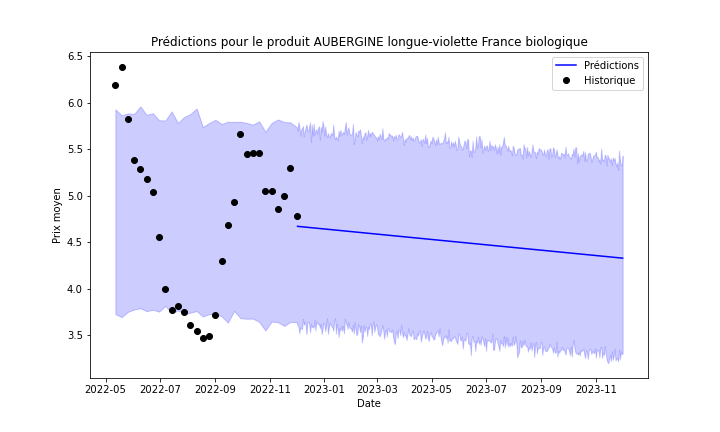 Prédictions pour le produit AUBERGINE longue-violette France biologique
6.5
6.0
5.5
5.0
4.5
4.0
3.5
Prix moyen
Prédictions
Historique
2022-05 2022-07 2022-09 2022-11 2023-01 2023-03 2023-05 2023-07 2023-09 2023-11
Date